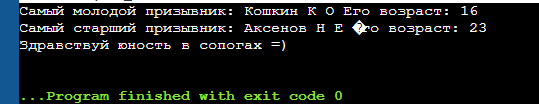 Самый молодой призывник: Кошкин К О Его возраст: 16
Самый старший призывник: Аксенов Н Е �го возраст: 23
Здравствуй юность в сопогах =)
...Program finished with exit code 0